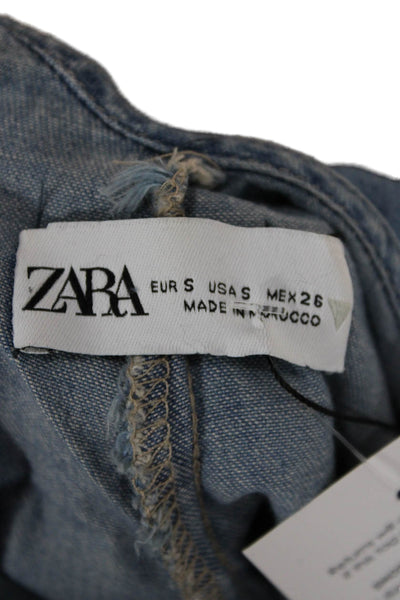 ZARA
EUR S USA S MEX 26
MADE IN MOROCCO